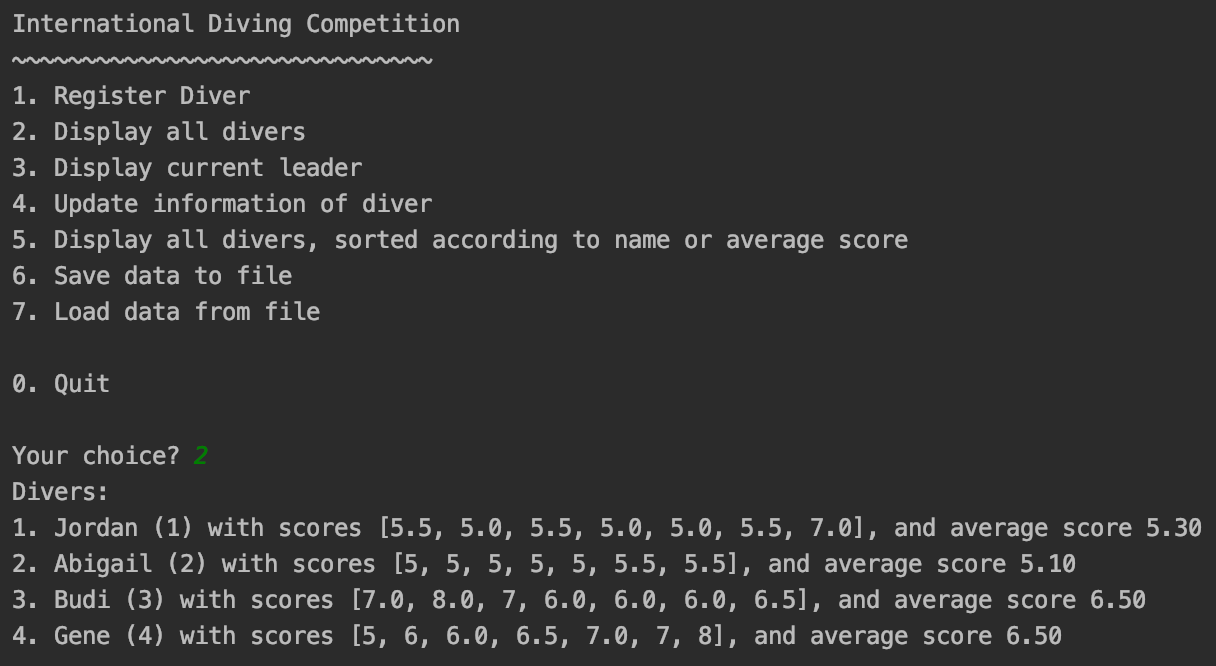 International Diving Competition
~~~~~~~~~~~~~~~~~~~~~~~~~~~~~~
1. Register Diver
2. Display all divers
3. Display current leader
4. Update information of diver
5. Display all divers, sorted according to name or average score
6. Save data to file
7. Load data from file
0. Quit
Your choice? 2
Divers:
1. Jordan (1) with scores [5.5, 5.0, 5.5, 5.0, 5.0, 5.5, 7.0], and average score 5.30
2. Abigail (2) with scores [5, 5, 5, 5, 5, 5.5, 5.5], and average score 5.10
3. Budi (3) with scores [7.0, 8.0, 7, 6.0, 6.0, 6.0, 6.5], and average score 6.50
4. Gene (4) with scores [5, 6, 6.0, 6.5, 7.0, 7, 8], and average score 6.50